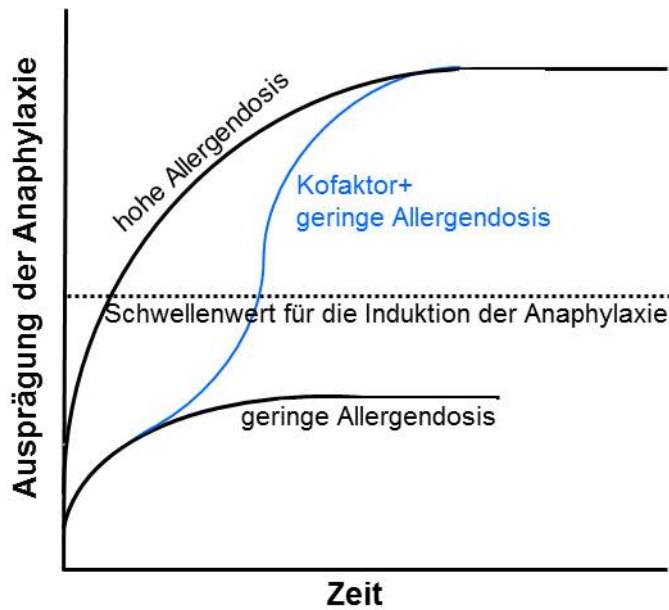 Ausprägung der Anaphylaxie
hohe Allergendosis
Kofaktor+
geringe Allergendosis
Schwellenwert für die Induktion der Anaphylaxie
geringe Allergendosis
Zeit